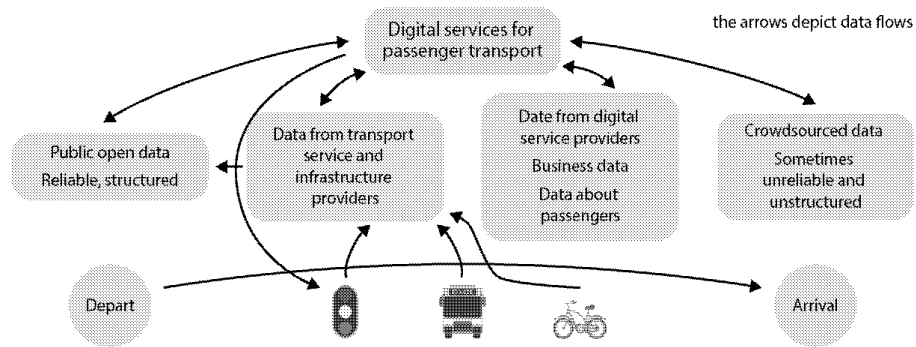 Digital services for
passenger transport
the arrows depict data flows
Public open data
Reliable, structured
Data from transport
service and
infrastructure
providers
Date from digital
service providers
Business data
Data about
passengers
Crowdsourced data
Sometimes
unreliable and
unstructured
Depart
Arrival